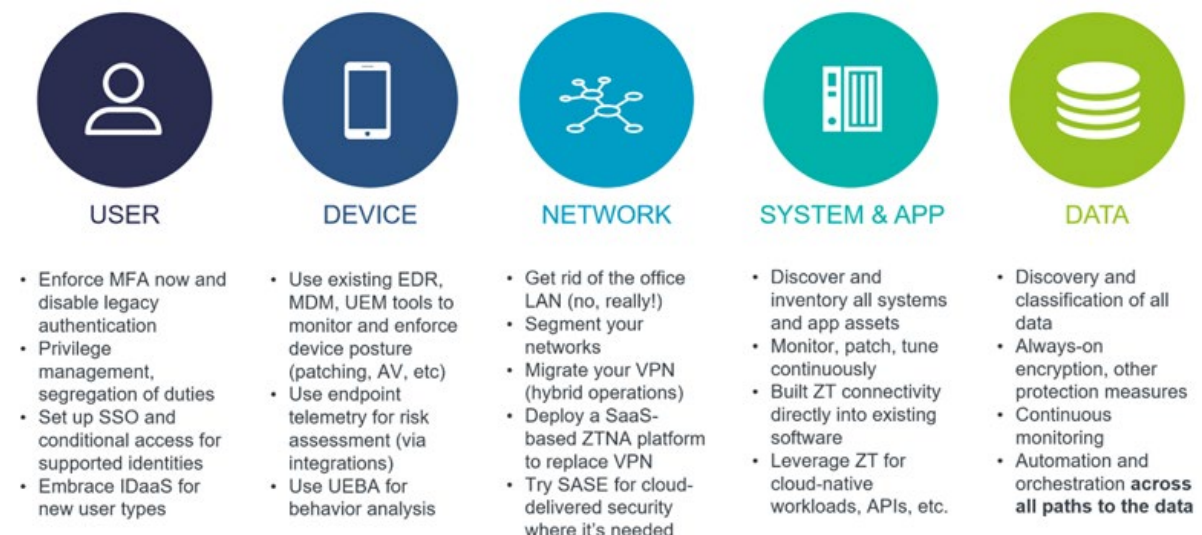 USER
• Enforce MFA now and
disable legacy
authentication
• Privilege
management,
segregation of duties
• Set up SSO and
conditional access for
supported identities
• Embrace IDaaS for
new user types
DEVICE
• Use existing EDR,
MDM, UEM tools to
monitor and enforce
device posture
(patching, AV, etc)
• Use endpoint
telemetry for risk
assessment (via
integrations)
• Use UEBA for
behavior analysis
NETWORK
• Get rid of the office
LAN (no, really!)
• Segment your
networks
• Migrate your VPN
(hybrid operations)
• Deploy a SaaS-
based ZTNA platform
to replace VPN
• Try SASE for cloud-
delivered security
where it's needed
SYSTEM & APP
• Discover and
inventory all systems
and app assets
• Monitor, patch, tune
continuously
• Built ZT connectivity
directly into existing
software
• Leverage ZT for
cloud-native
workloads, APIs, etc.
DATA
• Discovery and
classification of all
data
• Always-on
encryption, other
protection measures
• Continuous
monitoring
• Automation and
orchestration across
all paths to the data